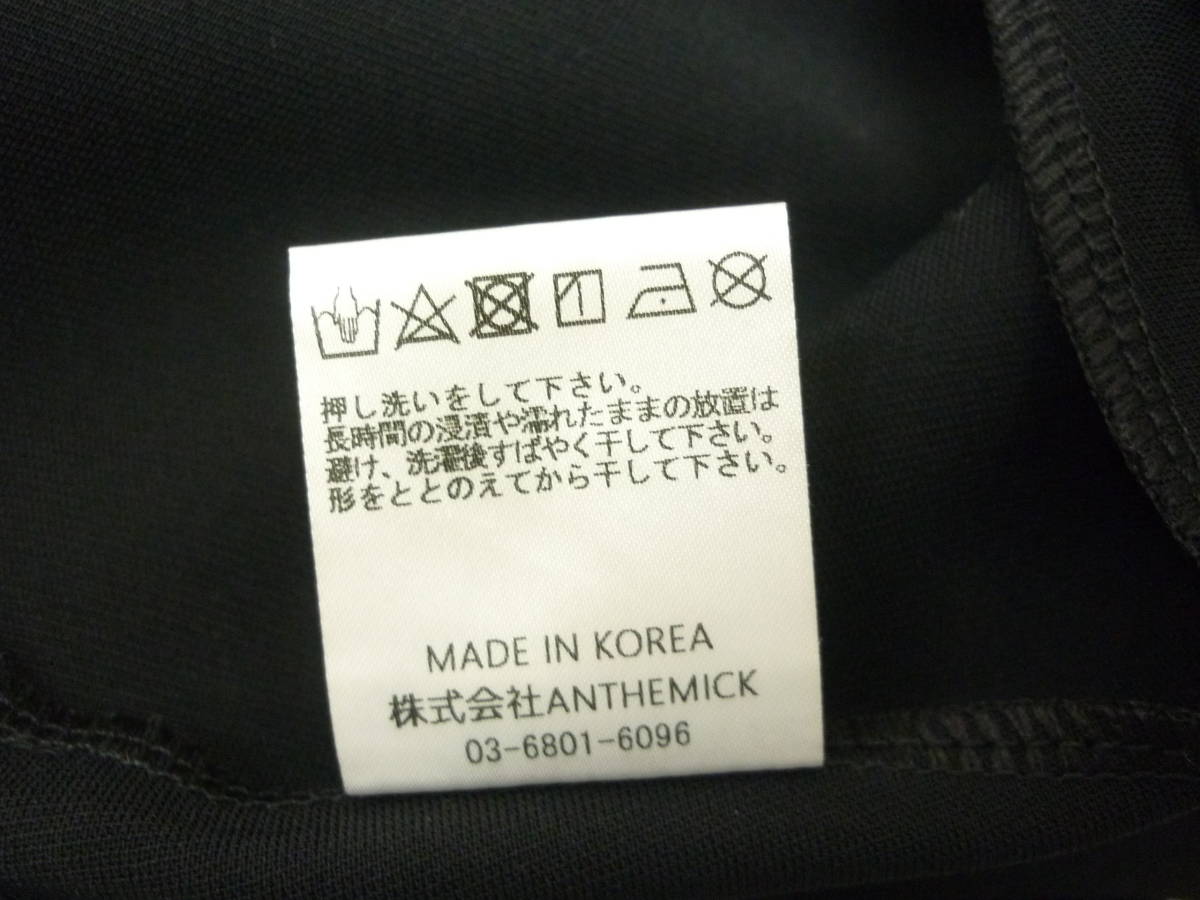 押し洗いをして下さい。
長時間の浸漬や濡れたままの放置は
避け、洗濯後すばやく干して下さい。
形をととのえてから干して下さい。
MADE IN KOREA
株式会社ANTHEMICK
03-6801-6096